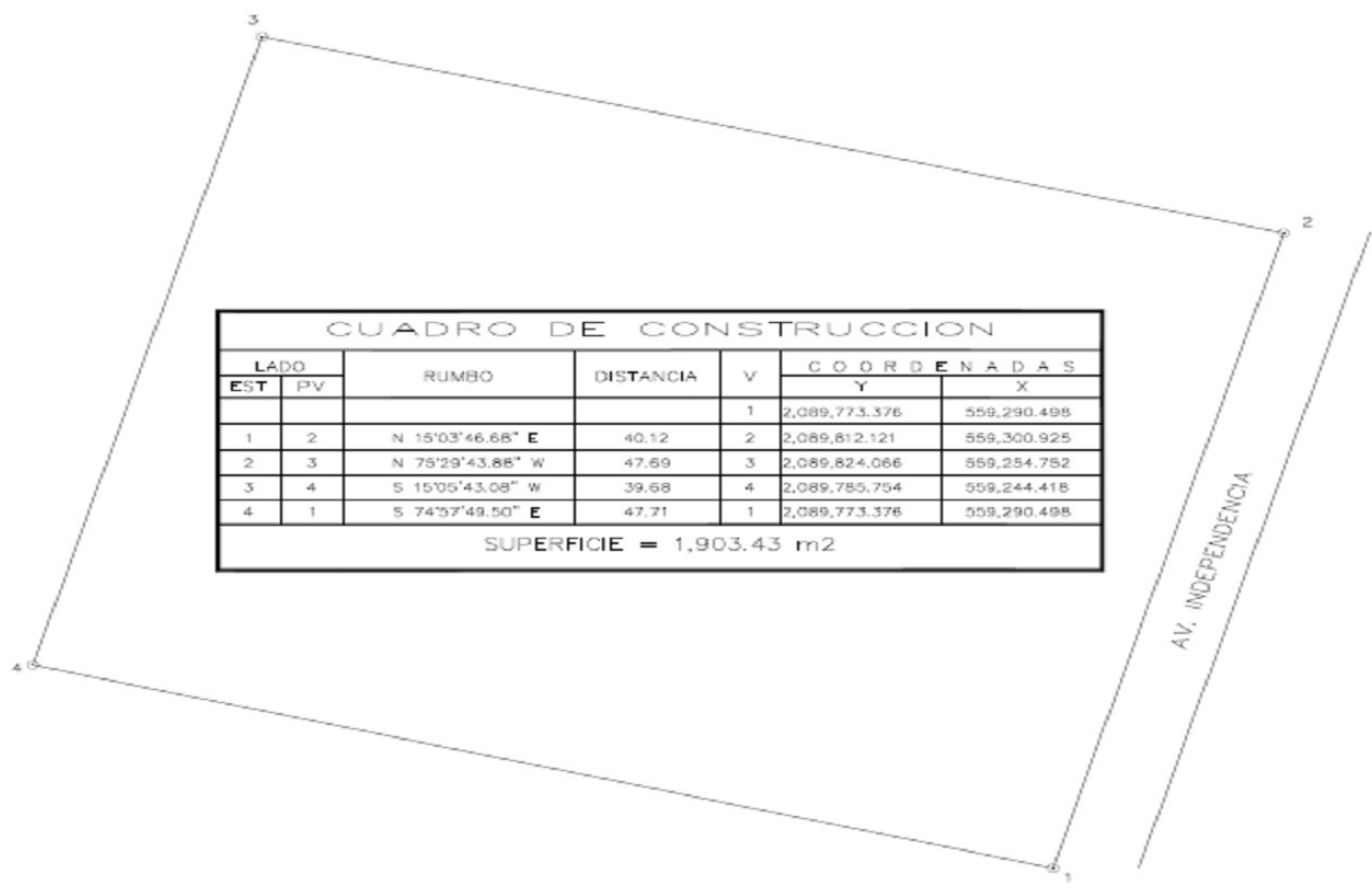 3
2
CUADRO DE CONSTRUCCION
LADO RUMBO DISTANCIA V COORDENADAS
EST PV Y X
1 2,089,773.376 559,290.498
1 2 N 15°03'46.68" E 40.12 2 2,089,812.121 559,300.925
2 3 N 75°29'43.88" W 47.69 3 2,089,824.066 559,254.752
3 4 S 15°05'43.08" W 39.68 4 2,089,785.754 559,244.418
4 1 S 74°57'49.50" E 47.71 1 2,089,773.376 559,290.498
SUPERFICIE = 1,903.43 m2
AV. INDEPENDENCIA
4
1